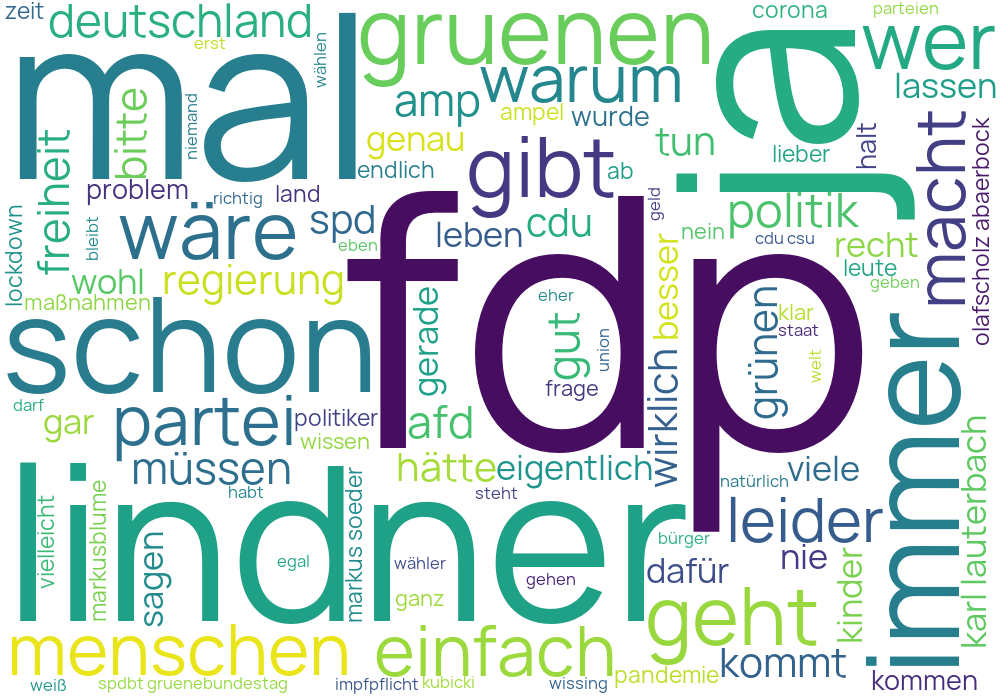 zeit
deutschland
erst
wählen
mal
gruenen
corona
parteien
wer
ja
warum
lassen
amp
ampel
wurde
bitte
niemand
genau
endlich
tun
lieber
halt
macht
olafscholz abaerbock
freiheit
problem
richtig
land
gibt
ab
geld
politik
nein
cdu csu
recht
leute
geben
lockdown
bleibt
wäre
spd
eben
leben
cdu
fdp
wohl
maßnahmen
regierung
besser
eher
gut
union
frage
grünen
klar
staat
welt
schon
gerade
wirklich
immer
darf
gar
partei
politiker
wissen
afd
müssen
habt
hätte
eigentlich
steht
natürlich
viele
karl lauterbach
lindner
vielleicht
markusblume
sagen
egal
markus soeder
wähler
ganz
gehen
bürger
leider
nie
dafür
kinder
menschen
einfach
geht
kommt
kommen
weiß
spdbt gruenebundestag
impfpflicht
kubicki
wissing
pandemie